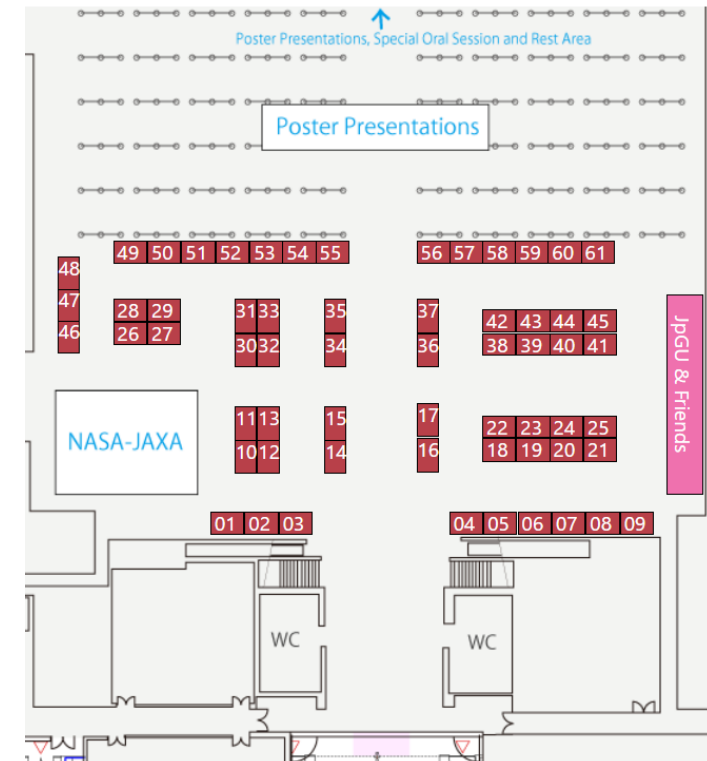 Poster Presentations, Special Oral Session and Rest Area
Poster Presentations
49 50 51 52 53 54 55
56 57 58 59 60 61
48
47
46
28 29
26 27
31 33
30 32
35
34
37
36
42 43 44 45
38 39 40 41
JpGU & Friends
NASA-JAXA
11 13
10 12
15
14
17
16
22 23 24 25
18 19 20 21
01 02 03
04 05 06 07 08 09
WC
WC